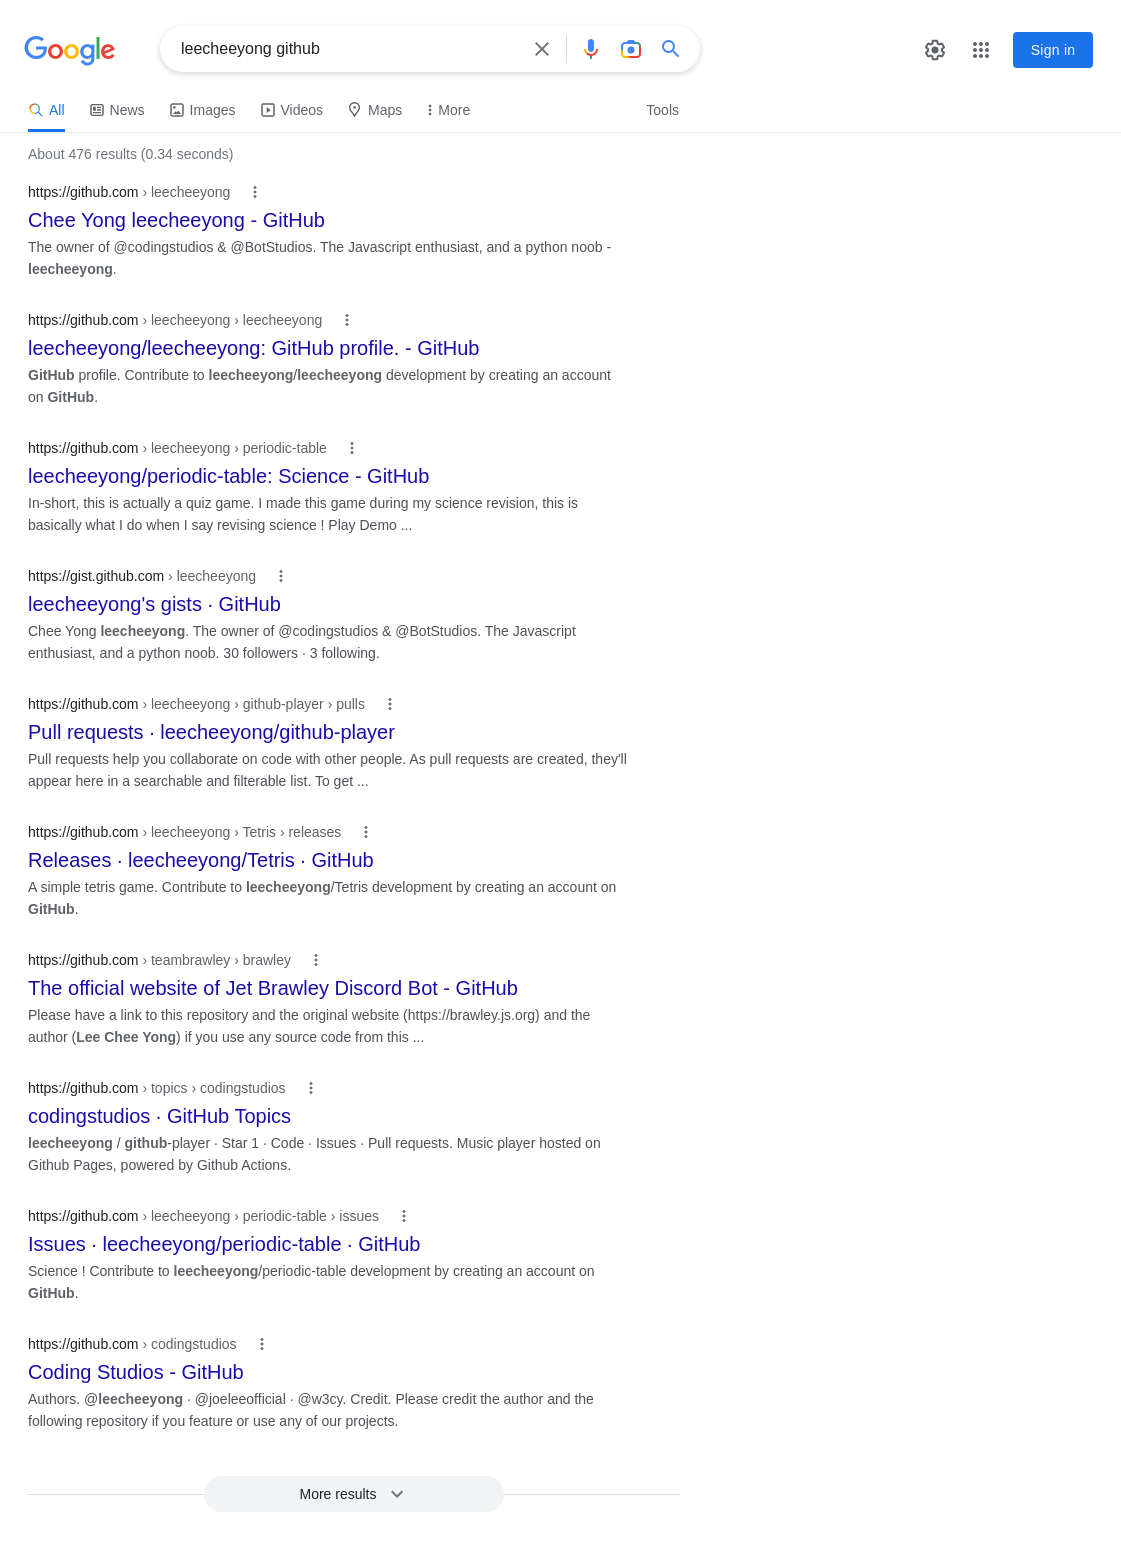 Google
leecheeyong github
Sign in
All News Images Videos Maps More Tools
About 476 results (0.34 seconds)
https://github.com › leecheeyong
Chee Yong leecheeyong - GitHub
The owner of @codingstudios & @BotStudios. The Javascript enthusiast, and a python noob -
leecheeyong.
https://github.com › leecheeyong › leecheeyong
leecheeyong/leecheeyong: GitHub profile. - GitHub
GitHub profile. Contribute to leecheeyong/leecheeyong development by creating an account
on GitHub.
https://github.com › leecheeyong › periodic-table
leecheeyong/periodic-table: Science - GitHub
In-short, this is actually a quiz game. I made this game during my science revision, this is
basically what I do when I say revising science ! Play Demo ...
https://gist.github.com › leecheeyong
leecheeyong's gists · GitHub
Chee Yong leecheeyong. The owner of @codingstudios & @BotStudios. The Javascript
enthusiast, and a python noob. 30 followers · 3 following.
https://github.com › leecheeyong › github-player › pulls
Pull requests · leecheeyong/github-player
Pull requests help you collaborate on code with other people. As pull requests are created, they'll
appear here in a searchable and filterable list. To get ...
https://github.com › leecheeyong › Tetris › releases
Releases · leecheeyong/Tetris · GitHub
A simple tetris game. Contribute to leecheeyong/Tetris development by creating an account on
GitHub.
https://github.com › teambrawley › brawley
The official website of Jet Brawley Discord Bot - GitHub
Please have a link to this repository and the original website (https://brawley.js.org) and the
author (Lee Chee Yong) if you use any source code from this ...
https://github.com › topics › codingstudios
codingstudios · GitHub Topics
leecheeyong / github-player · Star 1 · Code · Issues · Pull requests. Music player hosted on
Github Pages, powered by Github Actions.
https://github.com › leecheeyong › periodic-table › issues
Issues · leecheeyong/periodic-table · GitHub
Science ! Contribute to leecheeyong/periodic-table development by creating an account on
GitHub.
https://github.com › codingstudios
Coding Studios - GitHub
Authors. @leecheeyong · @joeleeofficial · @w3cy. Credit. Please credit the author and the
following repository if you feature or use any of our projects.
More results